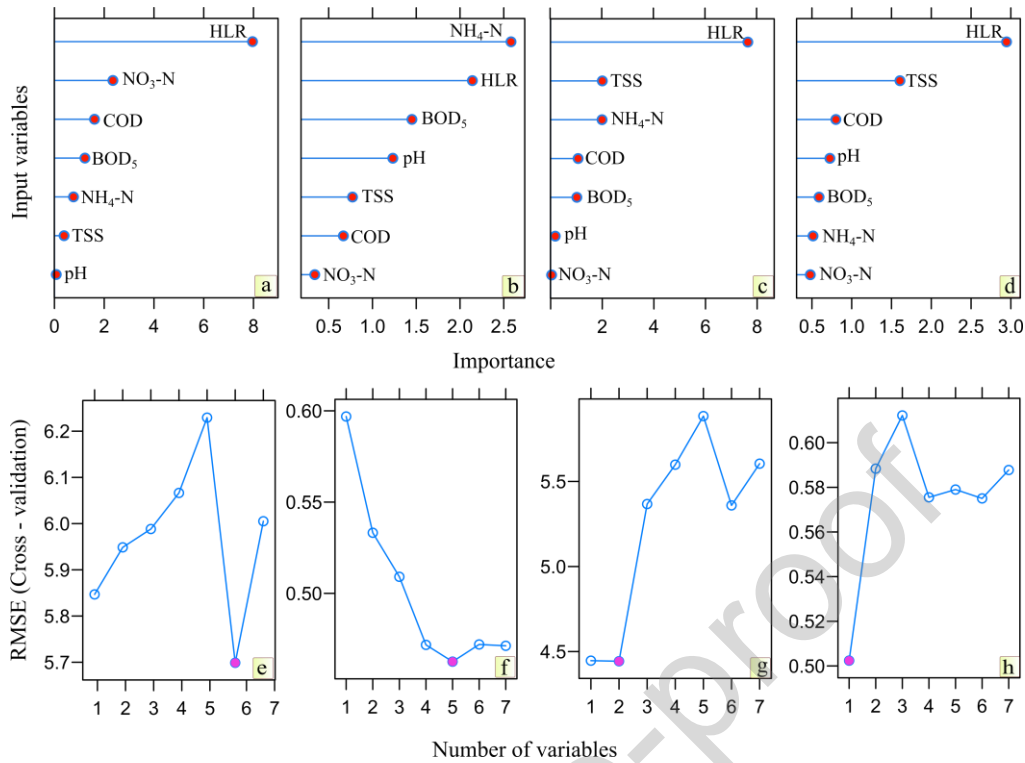 HLR
NO₃-N
COD
BOD₅
NH₄-N
TSS
pH
a
0 2 4 6 8
NH₄-N
HLR
BOD₅
pH
TSS
COD
NO₃-N
b
0.5 1.0 1.5 2.0 2.5
HLR
TSS
NH₄-N
COD
BOD₅
pH
NO₃-N
c
2 4 6 8
HLR
TSS
COD
pH
BOD₅
NH₄-N
NO₃-N
d
0.5 1.0 1.5 2.0 2.5 3.0
Input variables
Importance
RMSE (Cross - validation)
6.2
6.1
6.0
5.9
5.8
5.7
e
1 2 3 4 5 6 7
0.60
0.55
0.50
f
1 2 3 4 5 6 7
5.5
5.0
4.5
g
1 2 3 4 5 6 7
0.60
0.58
0.56
0.54
0.52
0.50
h
1 2 3 4 5 6 7
Number of variables
-proof